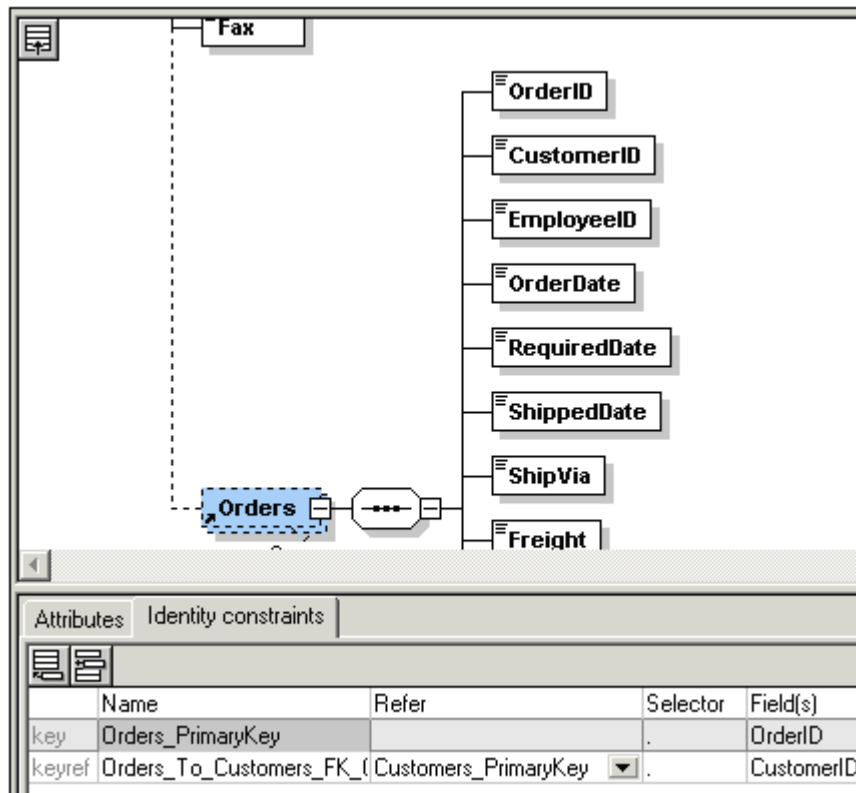 Fax
OrderID
CustomerID
EmployeeID
OrderDate
RequiredDate
ShippedDate
ShipVia
Orders
Freight
Attributes Identity constraints
Name Refer Selector Field(s)
key Orders_PrimaryKey . OrderID
keyref Orders_To_Customers_FK_( Customers_PrimaryKey . CustomerID